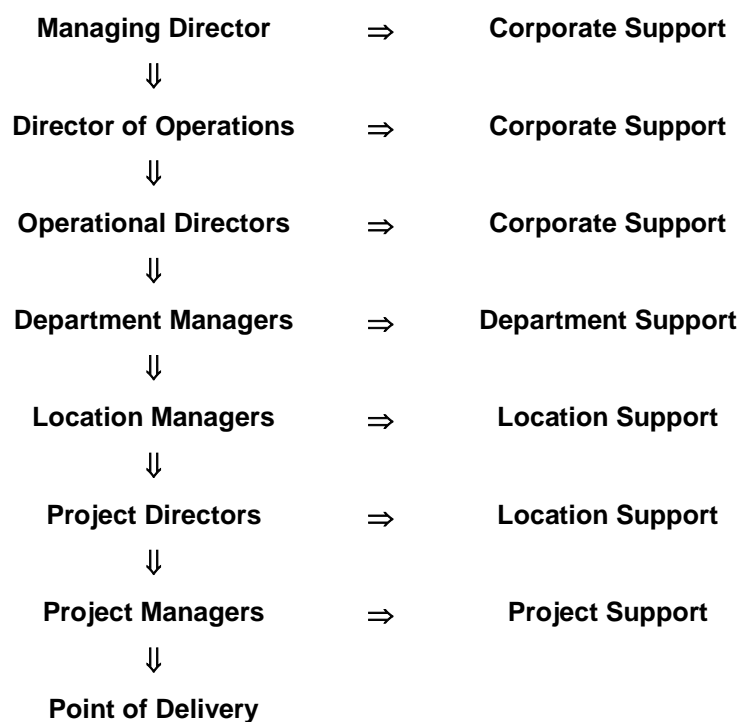 Managing Director ⇒ Corporate Support
⇓
Director of Operations ⇒ Corporate Support
⇓
Operational Directors ⇒ Corporate Support
⇓
Department Managers ⇒ Department Support
⇓
Location Managers ⇒ Location Support
⇓
Project Directors ⇒ Location Support
⇓
Project Managers ⇒ Project Support
⇓
Point of Delivery